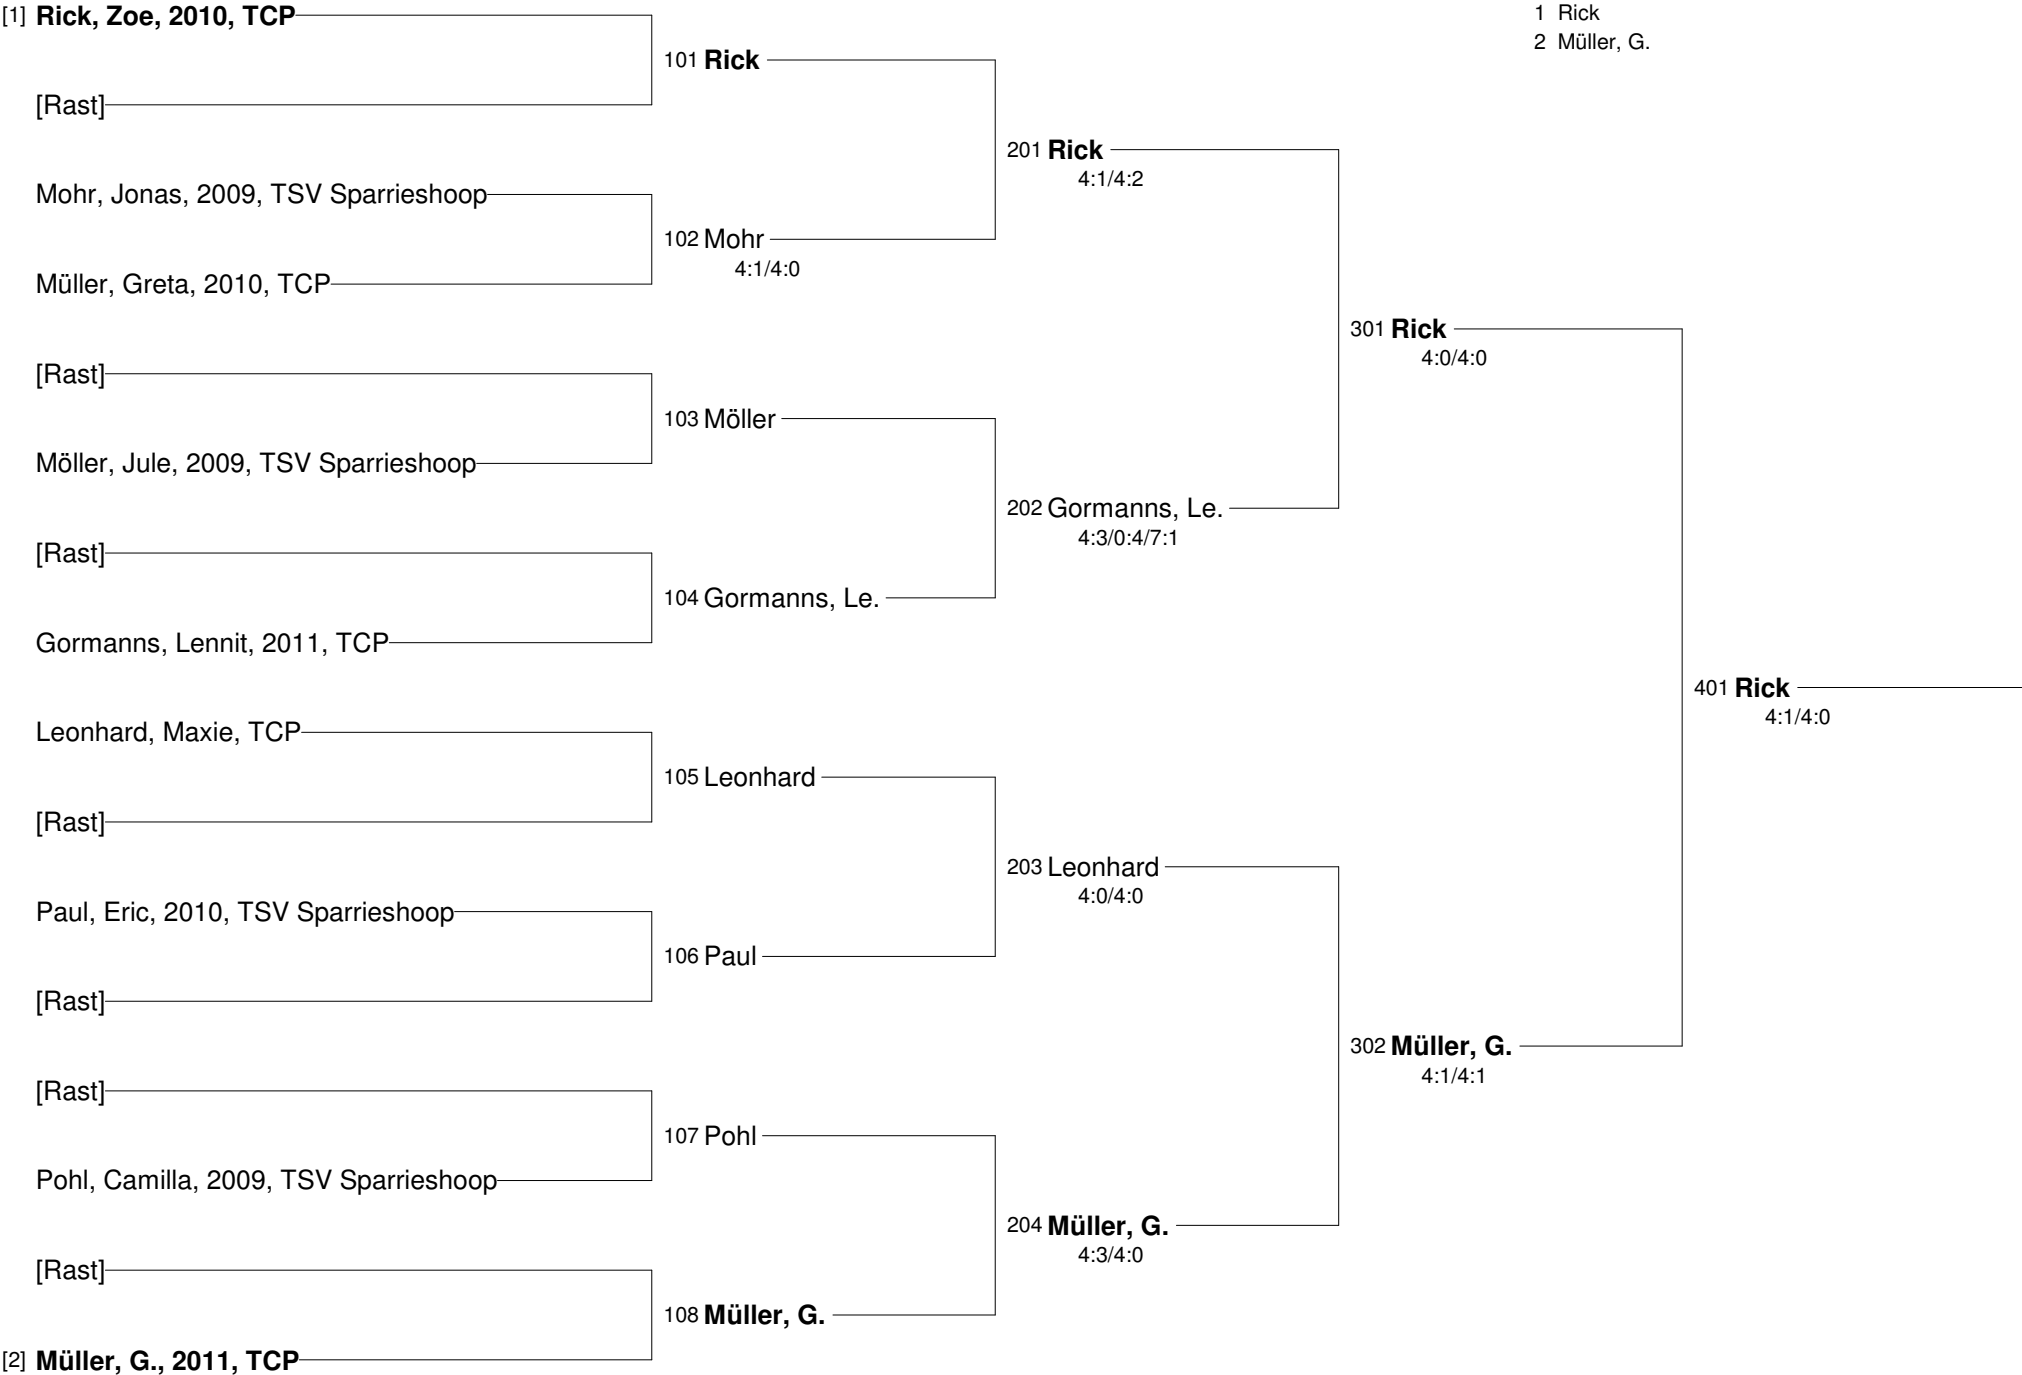 [1] Rick, Zoe, 2010, TCP
1 Rick
2 Müller, G.
101 Rick
[Rast]
201 Rick
4:1/4:2
Mohr, Jonas, 2009, TSV Sparrieshoop
102 Mohr
4:1/4:0
Müller, Greta, 2010, TCP
301 Rick
4:0/4:0
[Rast]
103 Möller
Möller, Jule, 2009, TSV Sparrieshoop
202 Gormanns, Le.
4:3/0:4/7:1
[Rast]
104 Gormanns, Le.
Gormanns, Lennit, 2011, TCP
401 Rick
4:1/4:0
Leonhard, Maxie, TCP
105 Leonhard
[Rast]
203 Leonhard
4:0/4:0
Paul, Eric, 2010, TSV Sparrieshoop
106 Paul
[Rast]
302 Müller, G.
4:1/4:1
[Rast]
107 Pohl
Pohl, Camilla, 2009, TSV Sparrieshoop
204 Müller, G.
4:3/4:0
[Rast]
108 Müller, G.
[2] Müller, G., 2011, TCP